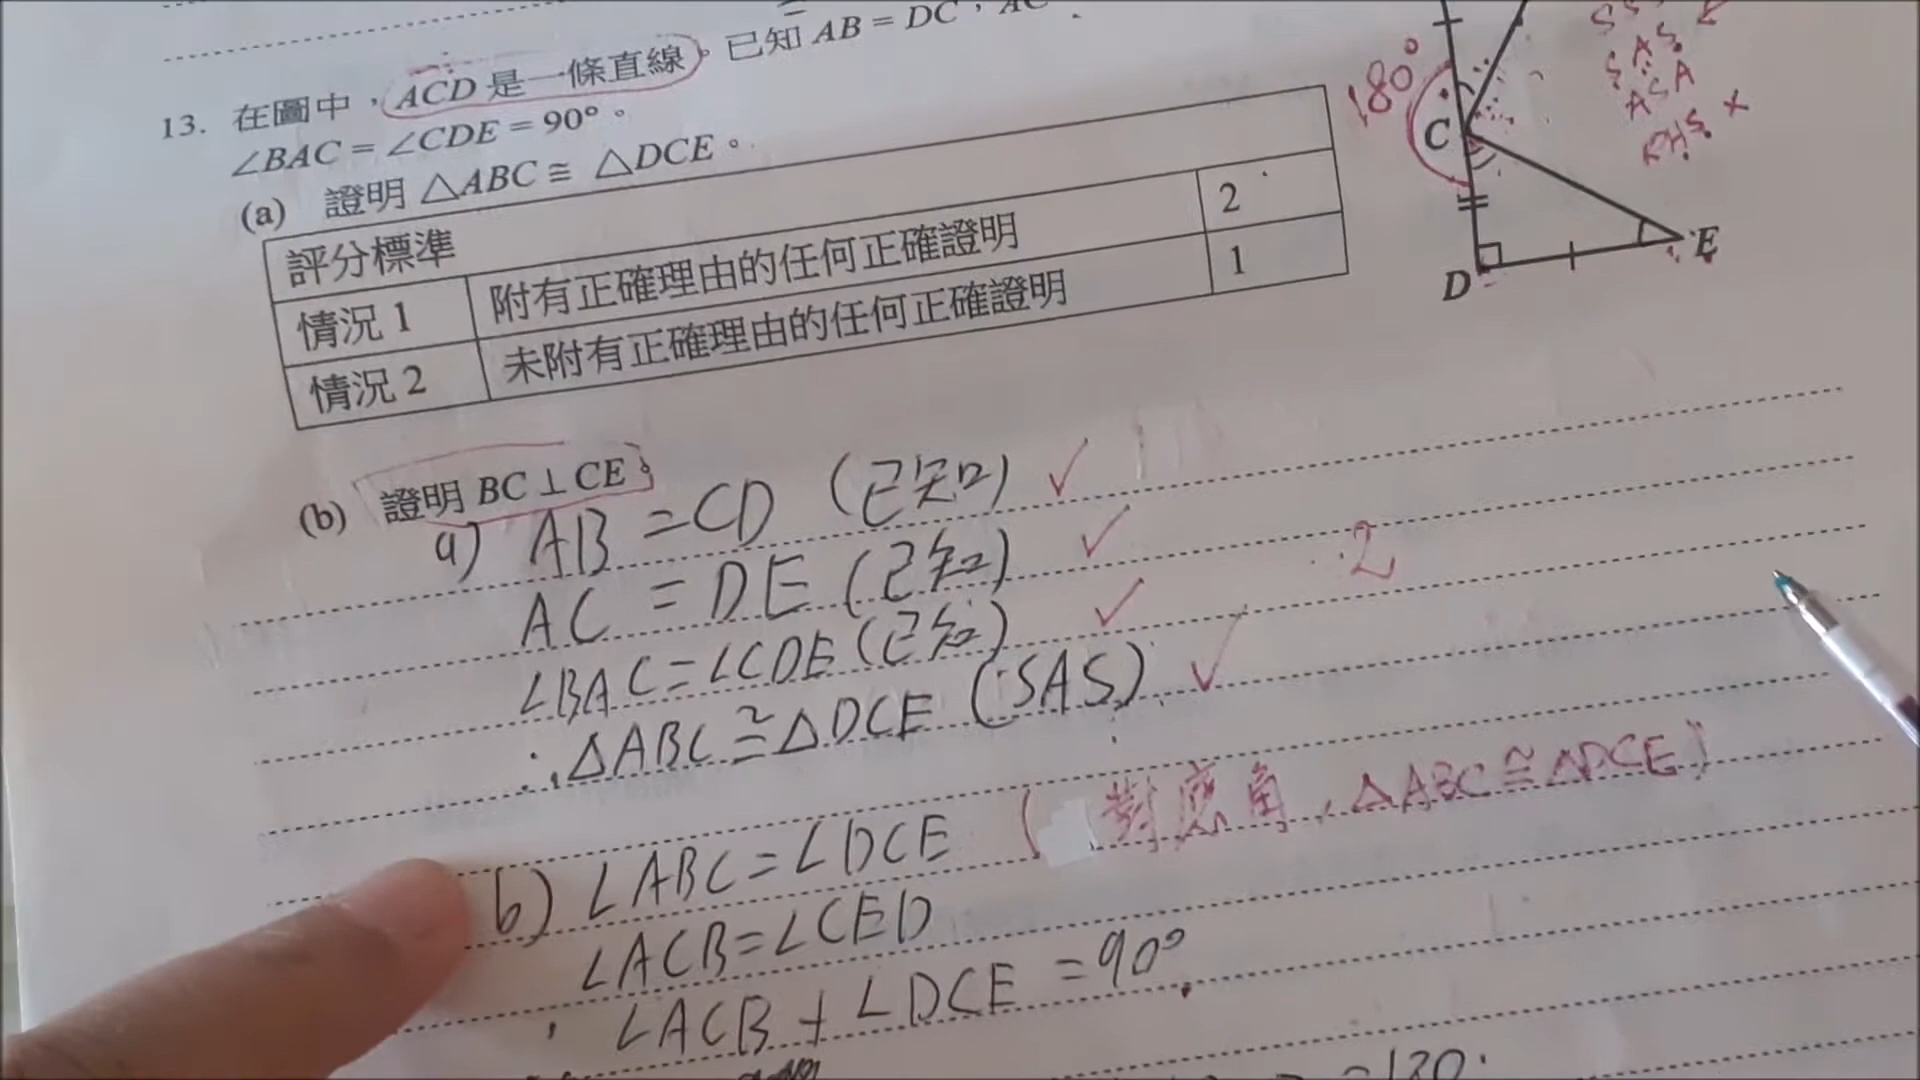 13. 在圖中，ACD 是一條直線。已知 AB = DC，AC
∠BAC = ∠CDE = 90°。
(a) 證明 △ABC ≅ △DCE。
評分標準
情況 1 附有正確理由的任何正確證明 2
情況 2 未附有正確理由的任何正確證明 1
180°
C
D
E
SAS
ASA
RHS ×
(b) 證明 BC ⊥ CE。
a) AB = CD (已知) ✓
AC = DE (已知) ✓
2
∠BAC = ∠CDE (已知) ✓
∴ △ABC ≅ △DCE (SAS) ✓
b) ∠ABC = ∠DCE (對應角，△ABC ≅ △DCE)
∠ACB = ∠CED
∠ACB + ∠DCE = 90°